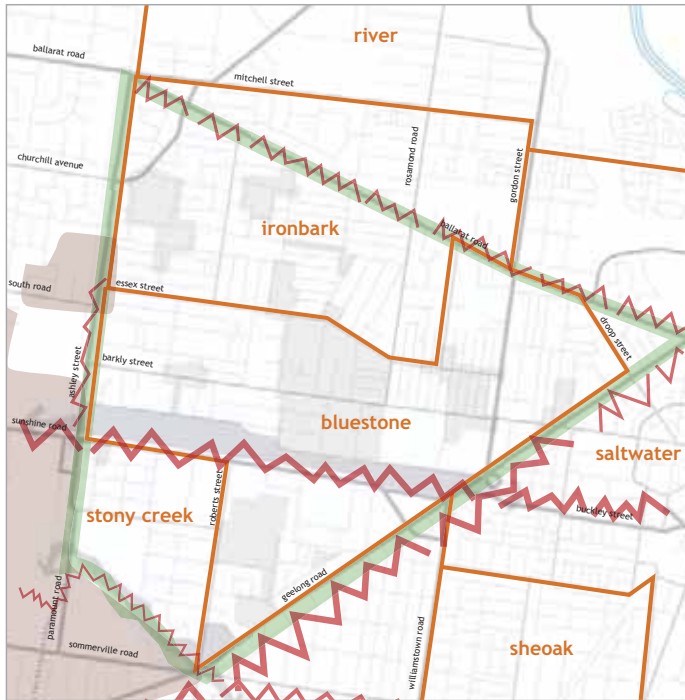 river
ballarat road
mitchell street
churchill avenue
rosamond road
gordon street
ironbark
ballarat road
south road
essex street
droop street
ashley street
barkly street
sunshine road
bluestone
saltwater
roberts street
stony creek
buckley street
geelong road
paramount road
sommerville road
williamstown road
sheoak